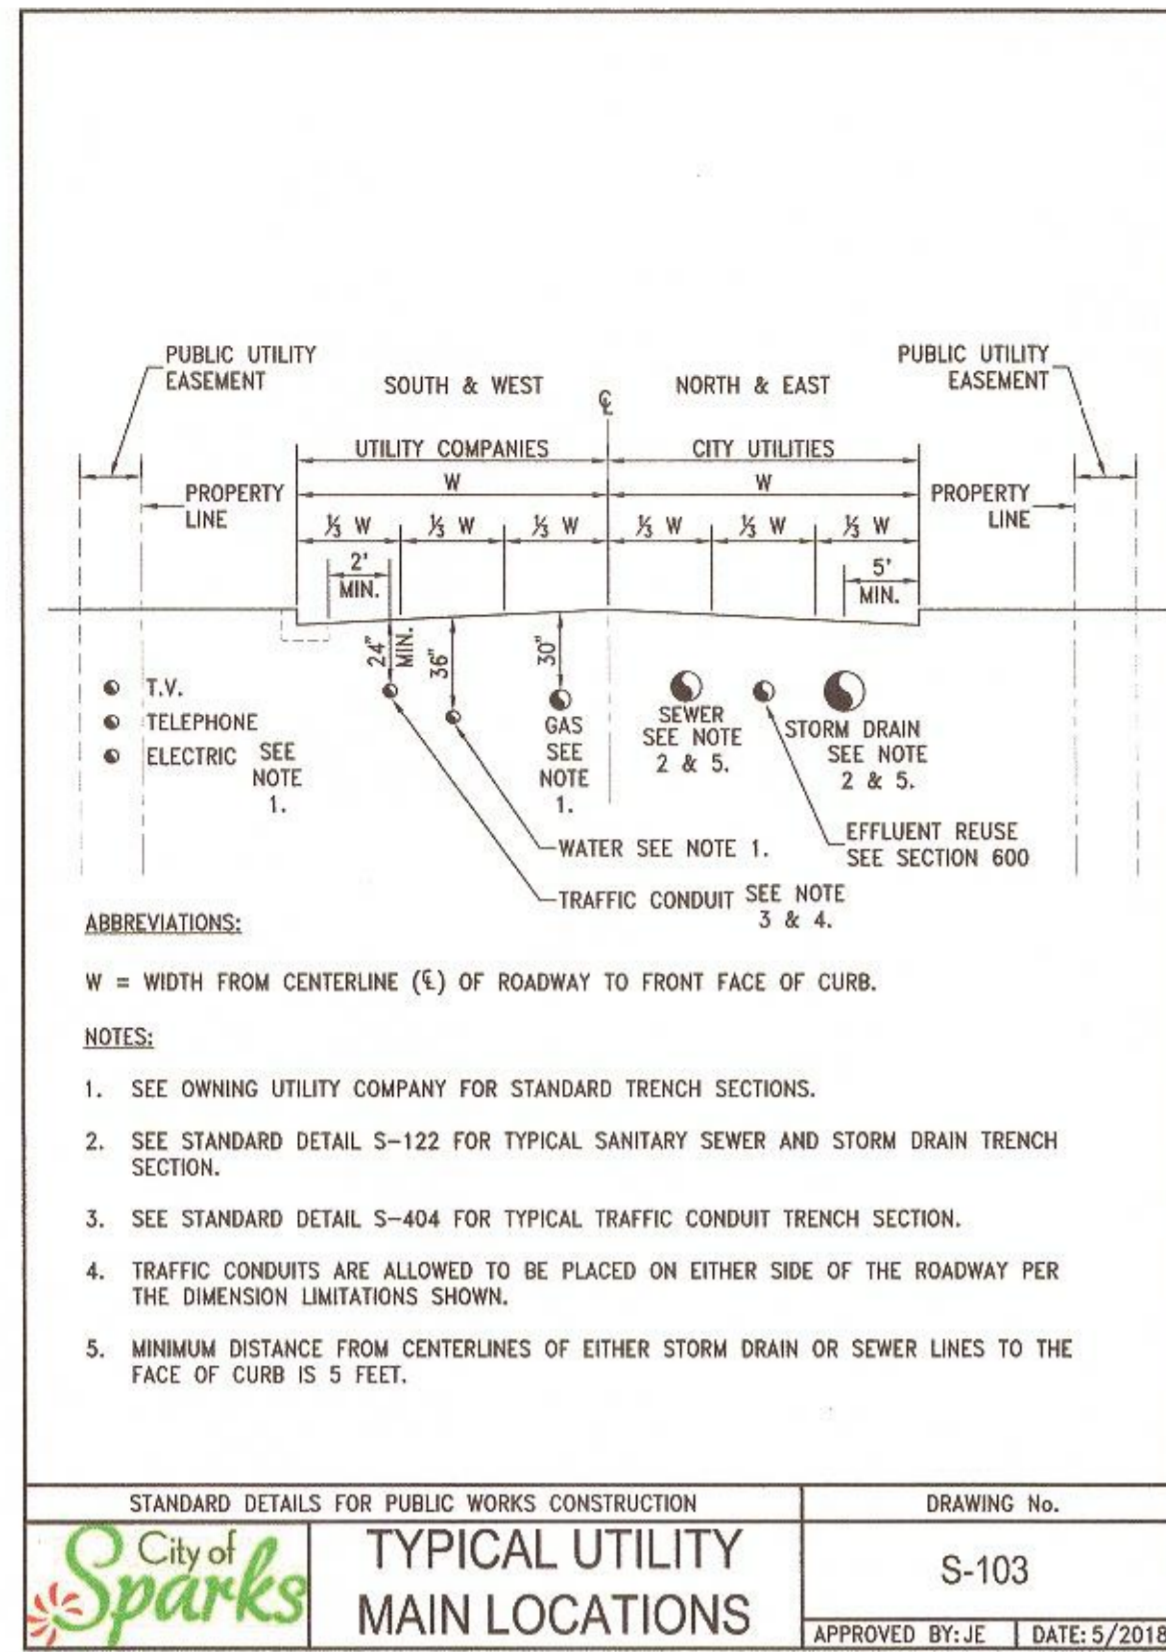 PUBLIC UTILITY
EASEMENT
SOUTH & WEST
℄
NORTH & EAST
PUBLIC UTILITY
EASEMENT
UTILITY COMPANIES
CITY UTILITIES
PROPERTY
LINE
W
W
PROPERTY
LINE
⅓ W
⅓ W
⅓ W
⅓ W
⅓ W
⅓ W
2'
MIN.
5'
MIN.
24"
MIN.
36"
30"
T.V.
TELEPHONE
ELECTRIC SEE
NOTE
1.
GAS
SEE
NOTE
1.
SEWER
SEE NOTE
2 & 5.
STORM DRAIN
SEE NOTE
2 & 5.
EFFLUENT REUSE
SEE SECTION 600
WATER SEE NOTE 1.
TRAFFIC CONDUIT SEE NOTE
3 & 4.
ABBREVIATIONS:
W = WIDTH FROM CENTERLINE (℄) OF ROADWAY TO FRONT FACE OF CURB.
NOTES:
1. SEE OWNING UTILITY COMPANY FOR STANDARD TRENCH SECTIONS.
2. SEE STANDARD DETAIL S-122 FOR TYPICAL SANITARY SEWER AND STORM DRAIN TRENCH
SECTION.
3. SEE STANDARD DETAIL S-404 FOR TYPICAL TRAFFIC CONDUIT TRENCH SECTION.
4. TRAFFIC CONDUITS ARE ALLOWED TO BE PLACED ON EITHER SIDE OF THE ROADWAY PER
THE DIMENSION LIMITATIONS SHOWN.
5. MINIMUM DISTANCE FROM CENTERLINES OF EITHER STORM DRAIN OR SEWER LINES TO THE
FACE OF CURB IS 5 FEET.
STANDARD DETAILS FOR PUBLIC WORKS CONSTRUCTION
DRAWING No.
City of
Sparks
TYPICAL UTILITY
MAIN LOCATIONS
S-103
APPROVED BY: JE
DATE: 5/2018